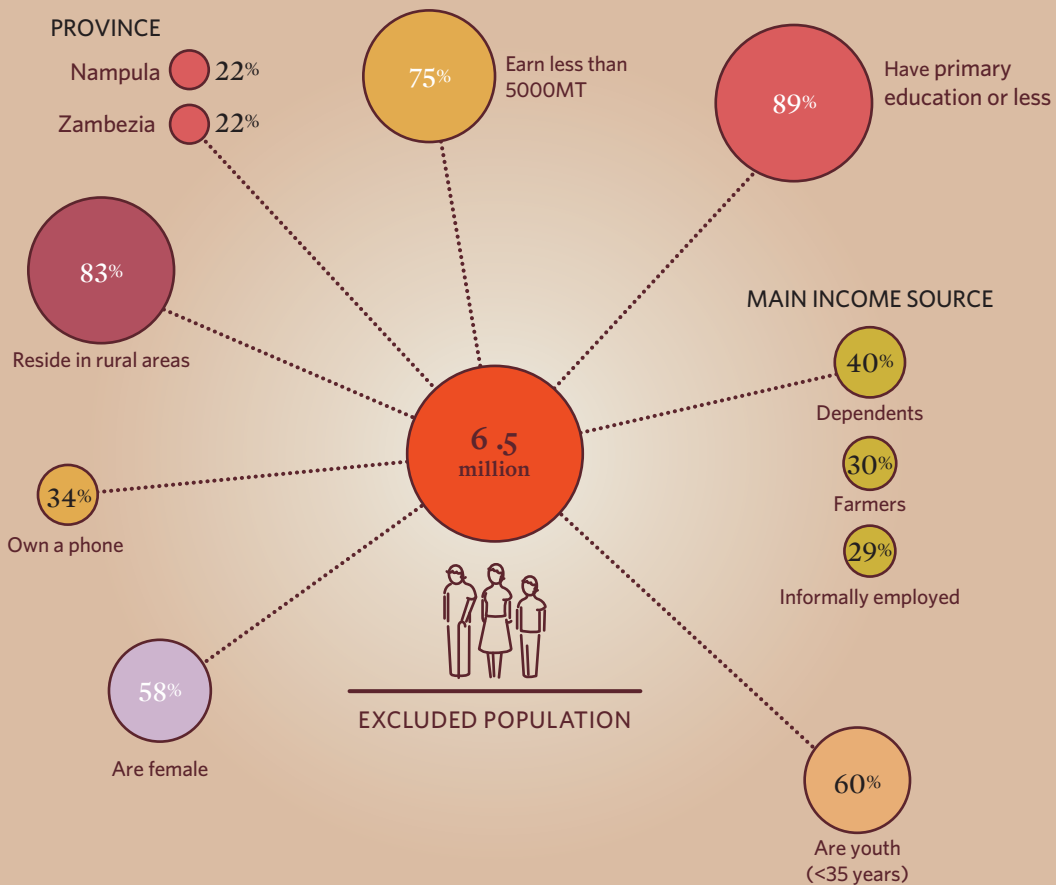 PROVINCE
Nampula 22%
Zambezia 22%
75%
Earn less than
5000MT
89%
Have primary
education or less
83%
Reside in rural areas
MAIN INCOME SOURCE
40%
Dependents
30%
Farmers
29%
Informally employed
6 .5
million
34%
Own a phone
58%
Are female
EXCLUDED POPULATION
60%
Are youth
(<35 years)